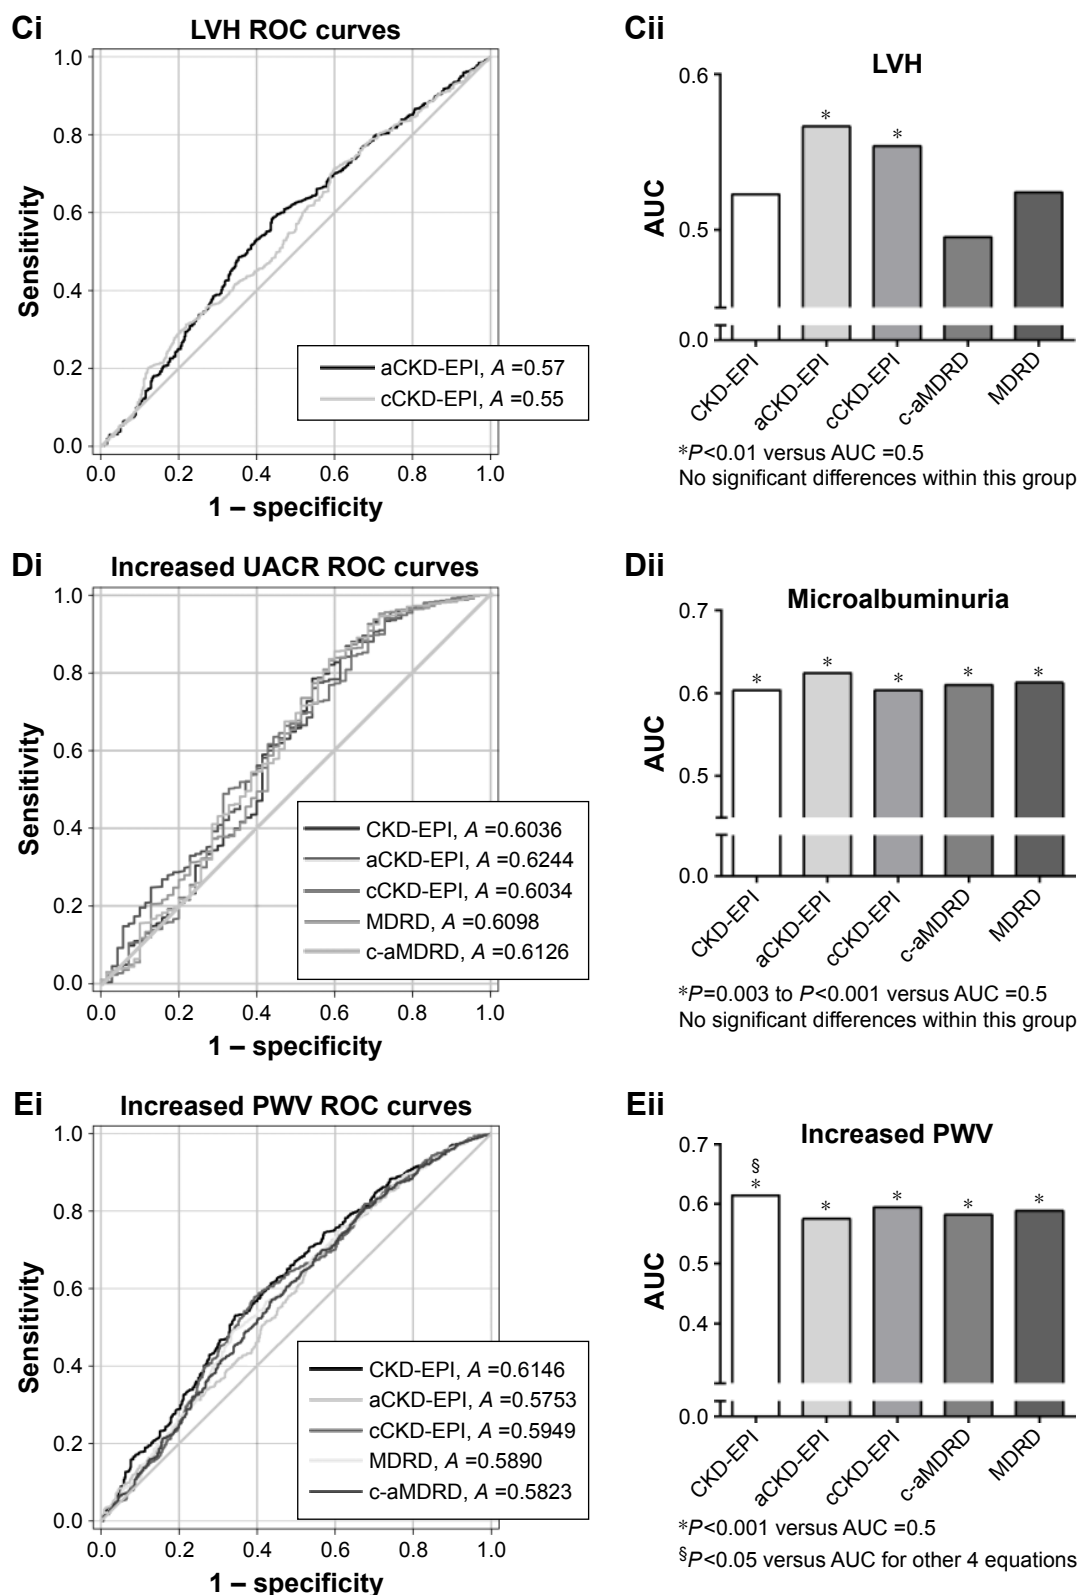 Ci
LVH ROC curves
1.0
0.8
0.6
0.4
0.2
0.0
Sensitivity
aCKD-EPI, A =0.57
cCKD-EPI, A =0.55
0.0 0.2 0.4 0.6 0.8 1.0
1 – specificity
Cii
LVH
0.6
0.5
0.0
AUC
* *
CKD-EPI aCKD-EPI cCKD-EPI c-aMDRD MDRD
*P<0.01 versus AUC =0.5
No significant differences within this group
Di
Increased UACR ROC curves
1.0
0.8
0.6
0.4
0.2
0.0
Sensitivity
CKD-EPI, A =0.6036
aCKD-EPI, A =0.6244
cCKD-EPI, A =0.6034
MDRD, A =0.6098
c-aMDRD, A =0.6126
0.0 0.2 0.4 0.6 0.8 1.0
1 – specificity
Dii
Microalbuminuria
0.7
0.6
0.5
0.0
AUC
* * * * *
CKD-EPI aCKD-EPI cCKD-EPI c-aMDRD MDRD
*P=0.003 to P<0.001 versus AUC =0.5
No significant differences within this group
Ei
Increased PWV ROC curves
1.0
0.8
0.6
0.4
0.2
0.0
Sensitivity
CKD-EPI, A =0.6146
aCKD-EPI, A =0.5753
cCKD-EPI, A =0.5949
MDRD, A =0.5890
c-aMDRD, A =0.5823
0.0 0.2 0.4 0.6 0.8 1.0
1 – specificity
Eii
Increased PWV
0.7
0.6
0.5
0.4
0.0
AUC
§
* * * * *
CKD-EPI aCKD-EPI cCKD-EPI c-aMDRD MDRD
*P<0.001 versus AUC =0.5
§P<0.05 versus AUC for other 4 equations